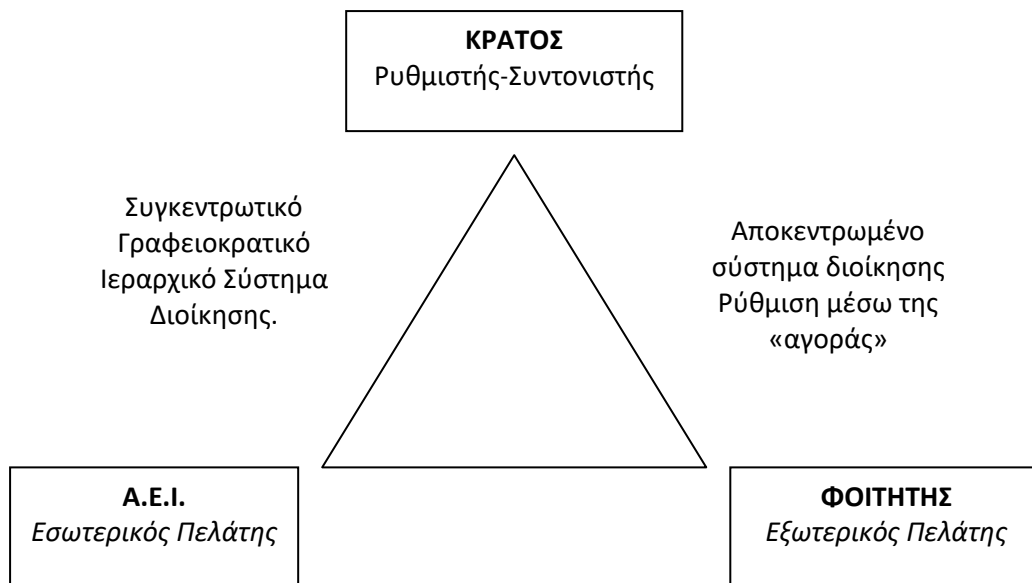 ΚΡΑΤΟΣ
Ρυθμιστής-Συντονιστής
Συγκεντρωτικό
Γραφειοκρατικό
Ιεραρχικό Σύστημα
Διοίκησης.
Αποκεντρωμένο
σύστημα διοίκησης
Ρύθμιση μέσω της
«αγοράς»
Α.Ε.Ι.
Εσωτερικός Πελάτης
ΦΟΙΤΗΤΗΣ
Εξωτερικός Πελάτης